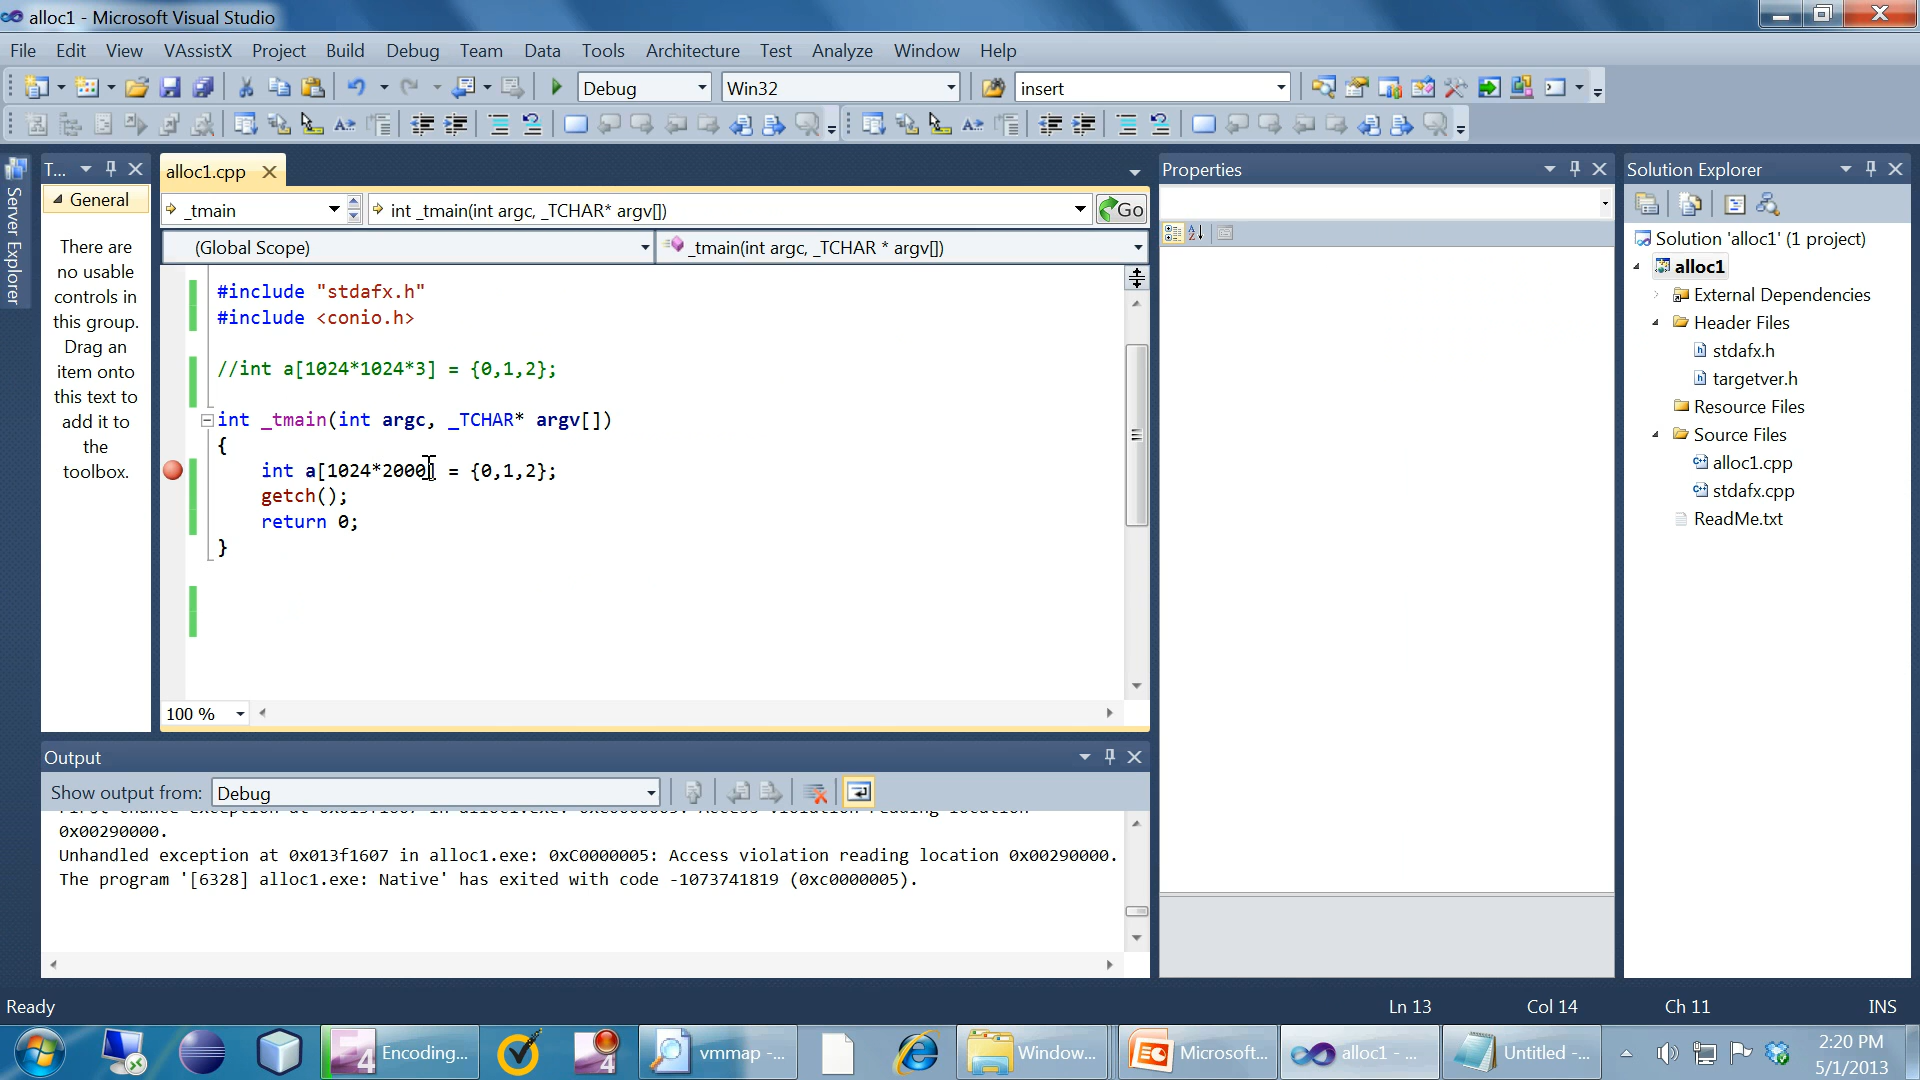 alloc1 - Microsoft Visual Studio
File Edit View VAssistX Project Build Debug Team Data Tools Architecture Test Analyze Window Help
Debug Win32 insert
Server Explorer
T...
General
There are
no usable
controls in
this group.
Drag an
item onto
this text to
add it to
the
toolbox.
alloc1.cpp
_tmain int _tmain(int argc, _TCHAR* argv[]) Go
(Global Scope) _tmain(int argc, _TCHAR * argv[])
#include "stdafx.h"
#include <conio.h>
//int a[1024*1024*3] = {0,1,2};
int _tmain(int argc, _TCHAR* argv[])
{
int a[1024*2000] = {0,1,2};
getch();
return 0;
}
100 %
Output
Show output from: Debug
0x00290000.
Unhandled exception at 0x013f1607 in alloc1.exe: 0xC0000005: Access violation reading location 0x00290000.
The program '[6328] alloc1.exe: Native' has exited with code -1073741819 (0xc0000005).
Properties
Solution Explorer
Solution 'alloc1' (1 project)
alloc1
External Dependencies
Header Files
stdafx.h
targetver.h
Resource Files
Source Files
alloc1.cpp
stdafx.cpp
ReadMe.txt
Ready Ln 13 Col 14 Ch 11 INS
Encoding... vmmap -... Window... Microsoft... alloc1 - ... Untitled -...
2:20 PM
5/1/2013